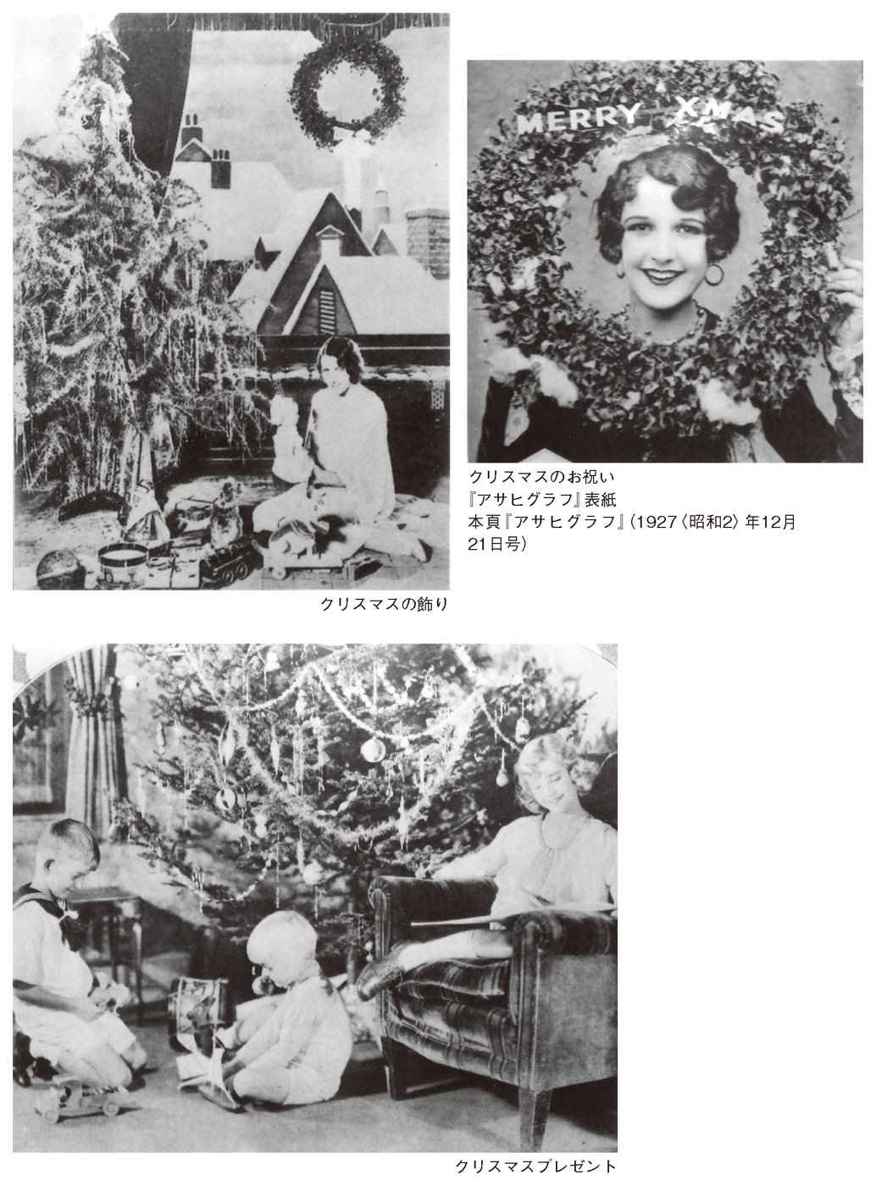 MERRY XMAS
クリスマスのお祝い
『アサヒグラフ』表紙
本頁『アサヒグラフ』（1927〈昭和2〉年12月
21日号）
クリスマスの飾り
クリスマスプレゼント